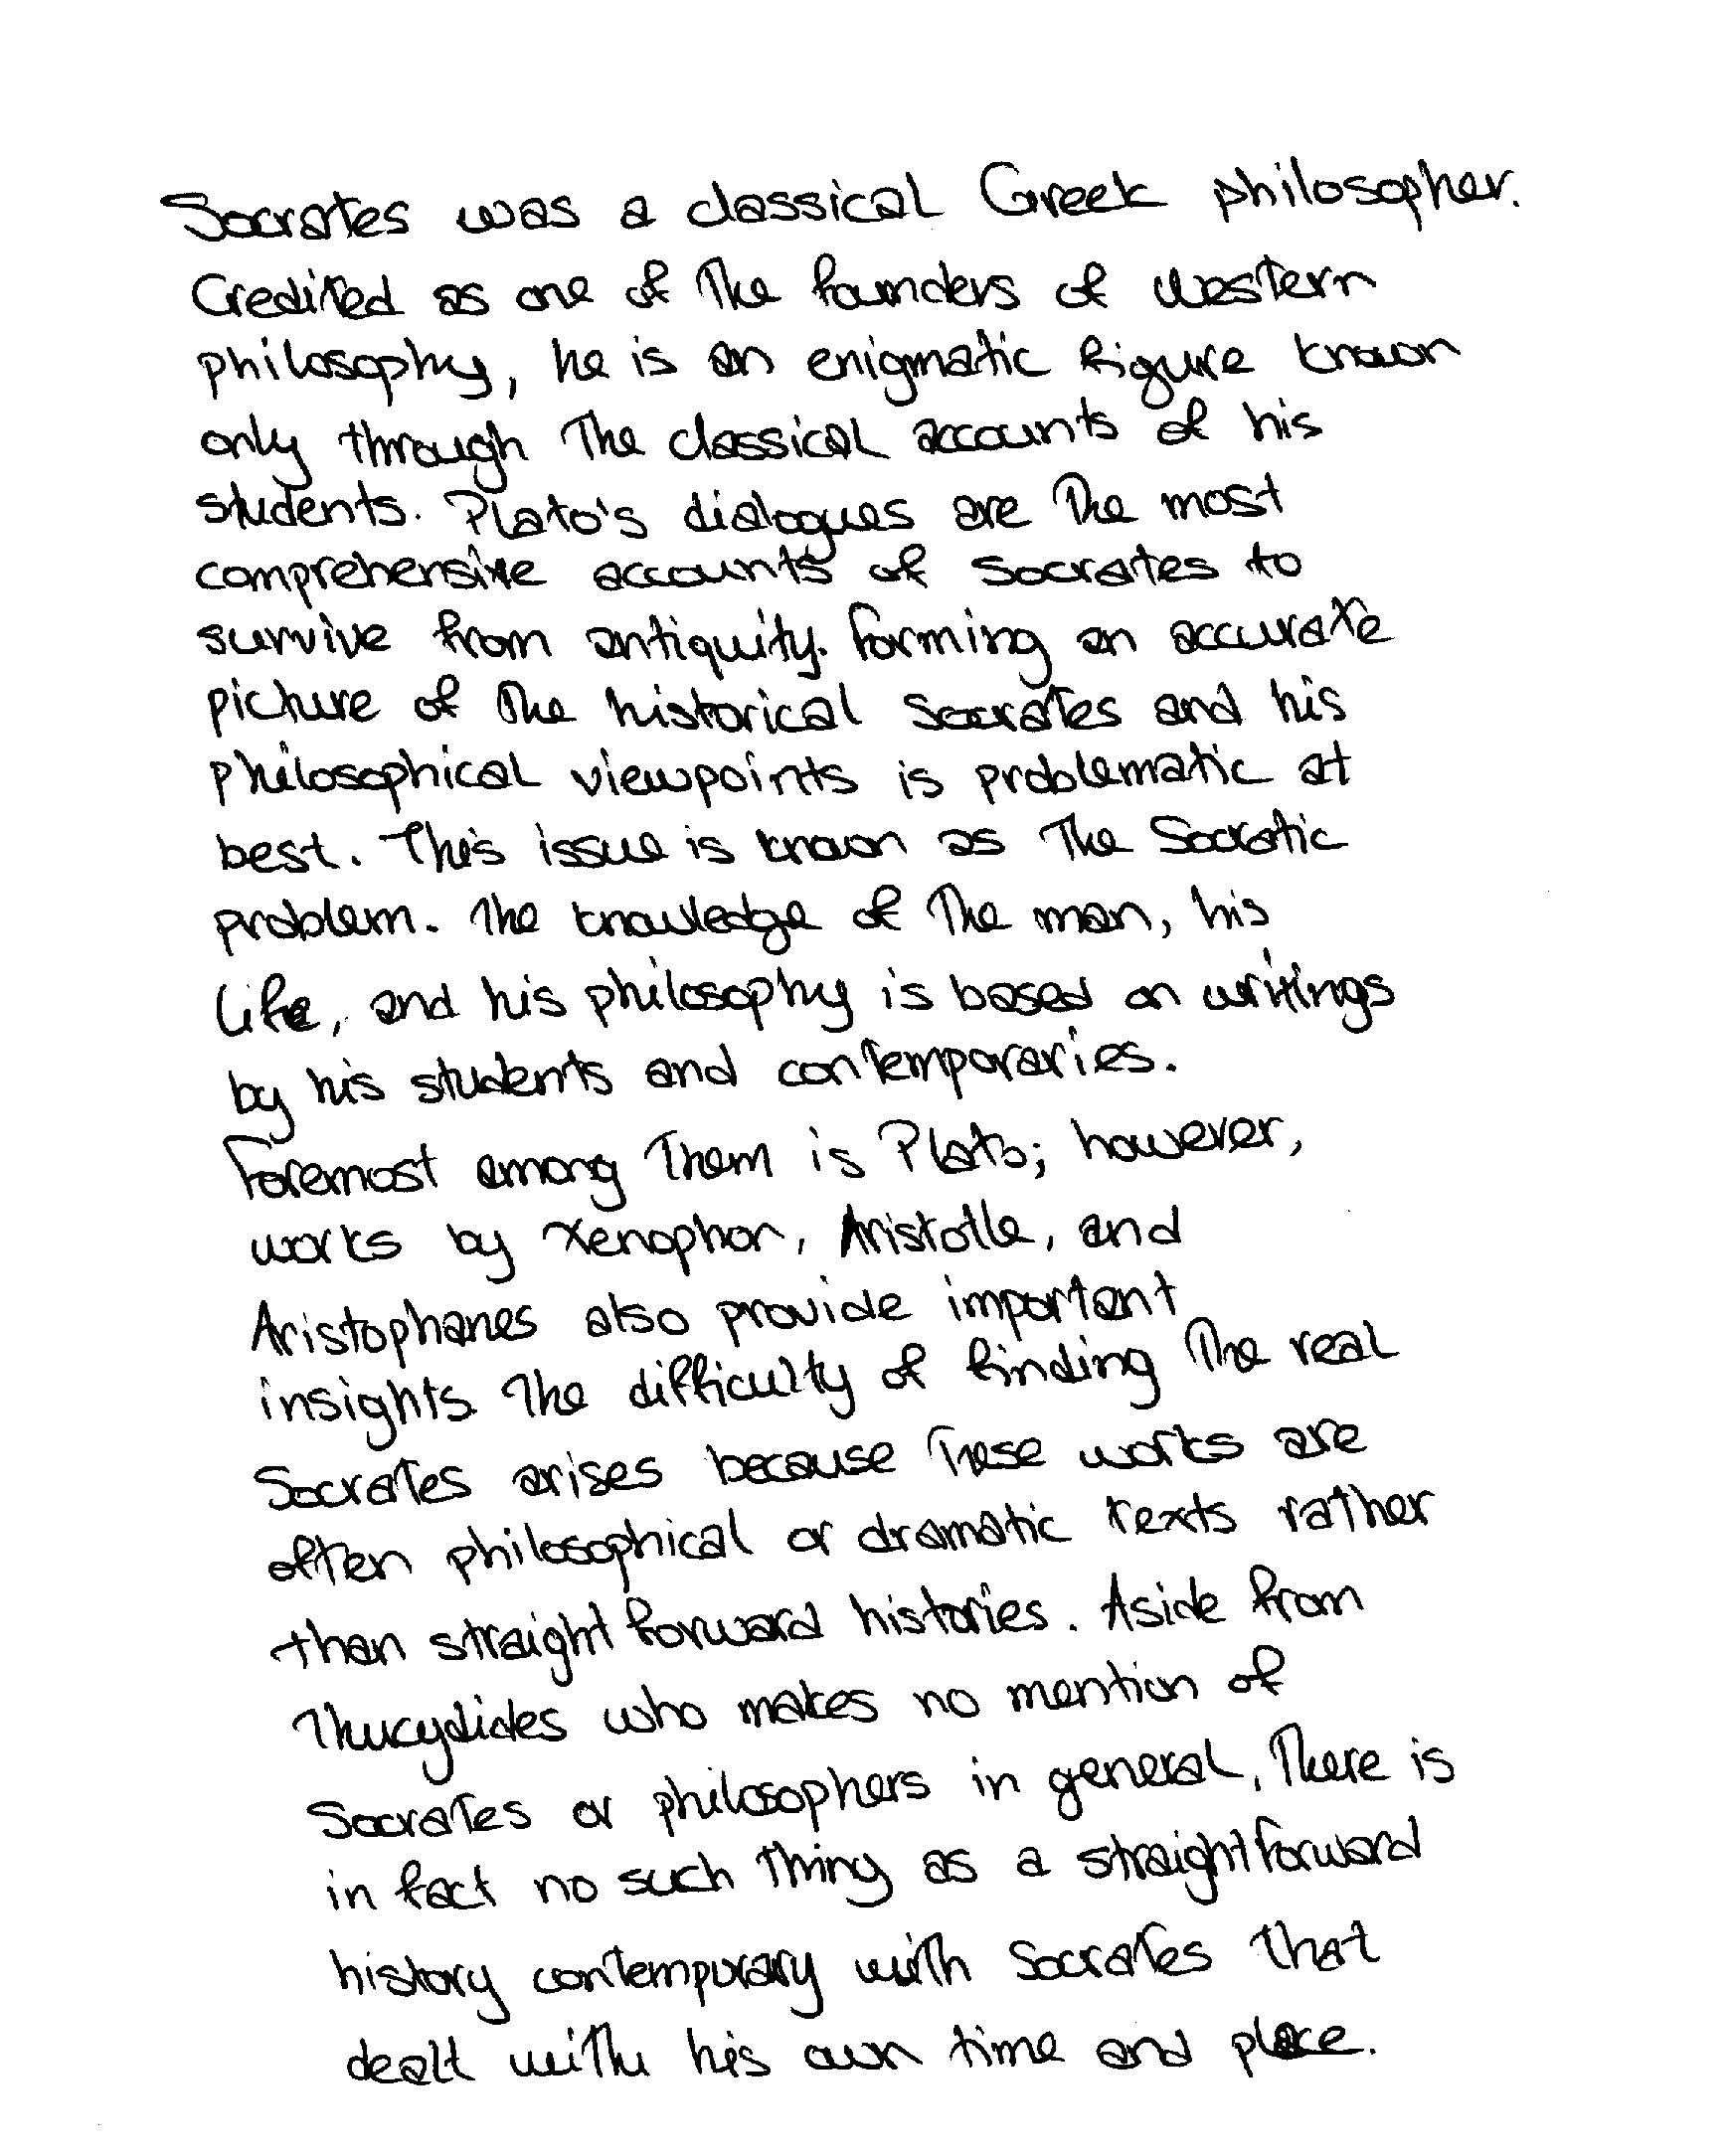 Socrates was a classical Greek philosopher.
Credited as one of the founders of western
philosophy, he is an enigmatic figure known
only through the classical accounts of his
students. Plato's dialogues are the most
comprehensive accounts of Socrates to
survive from antiquity. Forming an accurate
picture of the historical Socrates and his
philosophical viewpoints is problematic at
best. This issue is known as the Socratic
problem. The knowledge of the man, his
life, and his philosophy is based on writings
by his students and contemporaries.
Foremost among them is Plato; however,
works by Xenophon, Aristotle, and
Aristophanes also provide important
insights. The difficulty of finding the real
Socrates arises because these works are
often philosophical or dramatic texts rather
than straightforward histories. Aside from
Thucydides who makes no mention of
Socrates or philosophers in general, there is
in fact no such thing as a straightforward
history contemporary with Socrates that
dealt with his own time and place.